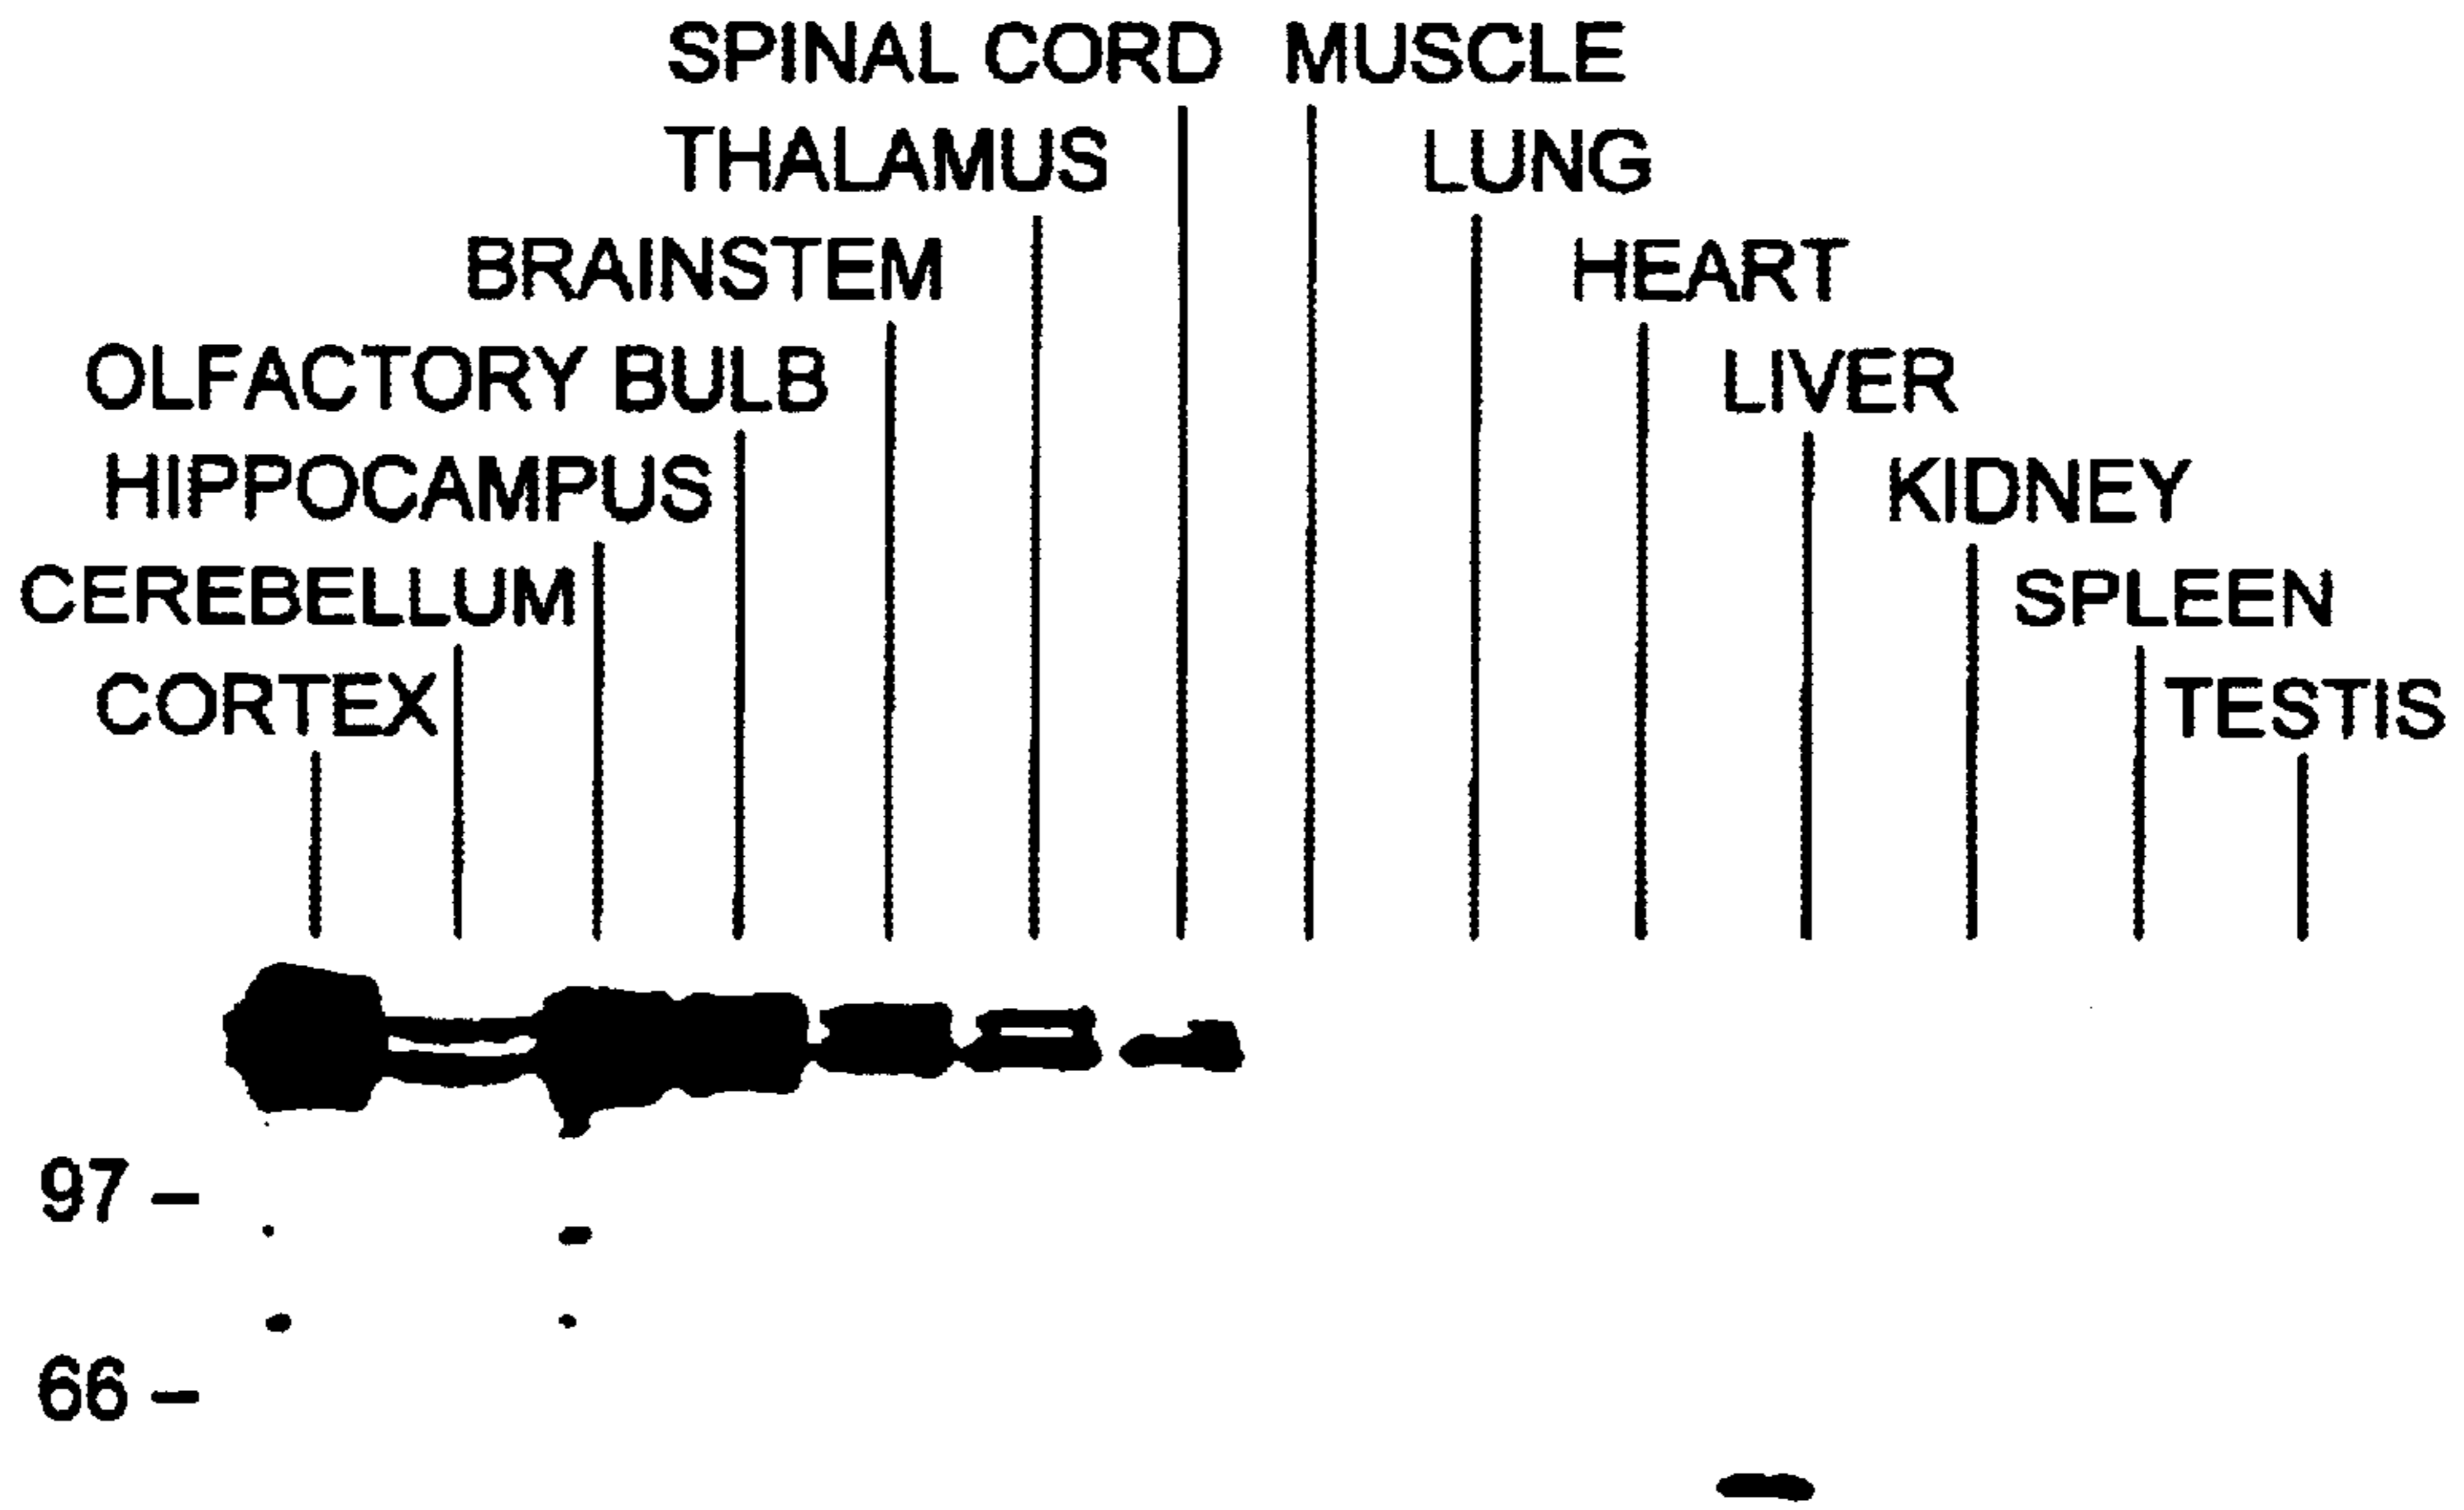 SPINAL CORD MUSCLE
THALAMUS LUNG
BRAINSTEM HEART
OLFACTORY BULB LIVER
HIPPOCAMPUS KIDNEY
CEREBELLUM SPLEEN
CORTEX TESTIS
97 –
66 –